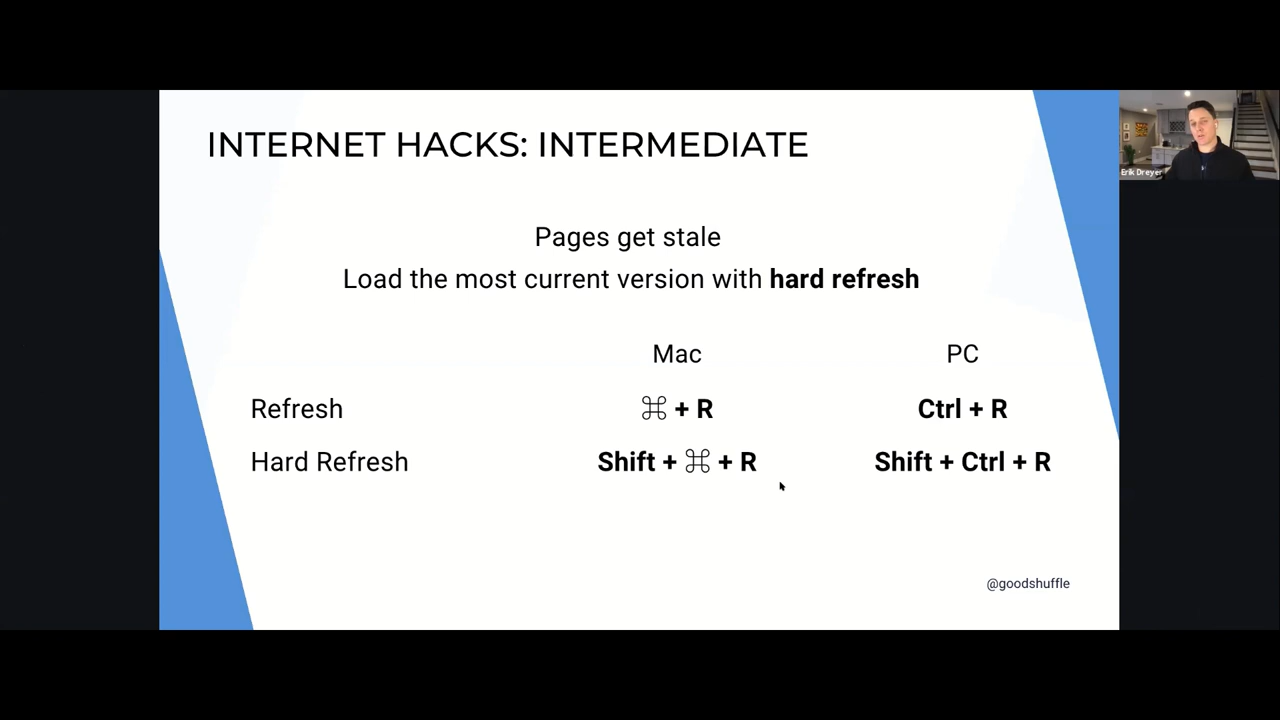 INTERNET HACKS: INTERMEDIATE
Erik Dreyer
Pages get stale
Load the most current version with hard refresh
Mac PC
Refresh ⌘ + R Ctrl + R
Hard Refresh Shift + ⌘ + R Shift + Ctrl + R
@goodshuffle